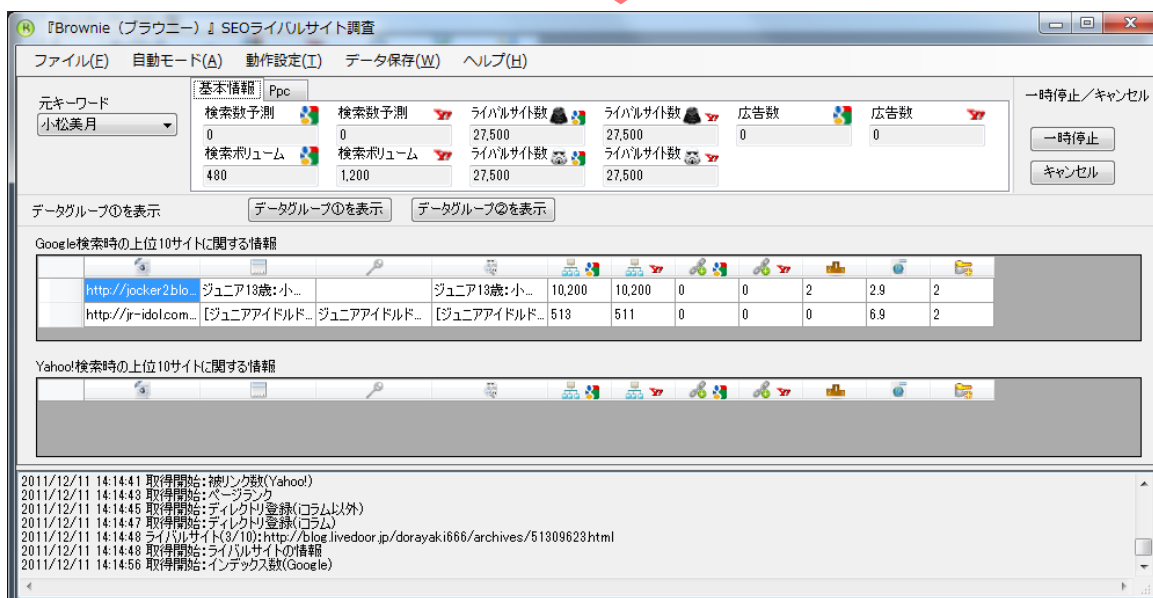 『Brownie（ブラウニー）』SEOライバルサイト調査
ファイル(F) 自動モード(A) 動作設定(T) データ保存(W) ヘルプ(H)
元キーワード
小松美月
基本情報 Ppc
検索数予測 検索数予測 ライバルサイト数 ライバルサイト数 広告数 広告数
0 0 27,500 27,500 0 0
検索ボリューム 検索ボリューム ライバルサイト数 ライバルサイト数
480 1,200 27,500 27,500
一時停止／キャンセル
一時停止
キャンセル
データグループ①を表示 データグループ①を表示 データグループ②を表示
Google検索時の上位10サイトに関する情報
http://jocker2.blo... ジュニア13歳:小... ジュニア13歳:小... 10,200 10,200 0 0 2 2.9 2
http://jr-idol.com... [ジュニアアイドルド... ジュニアアイドルド... [ジュニアアイドルド... 513 511 0 0 0 6.9 2
Yahoo!検索時の上位10サイトに関する情報
2011/12/11 14:14:41 取得開始:被リンク数(Yahoo!)
2011/12/11 14:14:43 取得開始:ページランク
2011/12/11 14:14:45 取得開始:ディレクトリ登録(iコラム以外)
2011/12/11 14:14:47 取得開始:ディレクトリ登録(iコラム)
2011/12/11 14:14:48 ライバルサイト(3/10):http://blog.livedoor.jp/dorayaki666/archives/51309623.html
2011/12/11 14:14:48 取得開始:ライバルサイトの情報
2011/12/11 14:14:56 取得開始:インデックス数(Google)